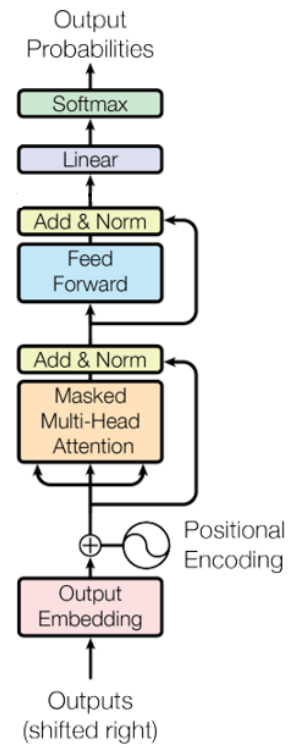 Output
Probabilities
Softmax
Linear
Add & Norm
Feed
Forward
Add & Norm
Masked
Multi-Head
Attention
Positional
Encoding
Output
Embedding
Outputs
(shifted right)